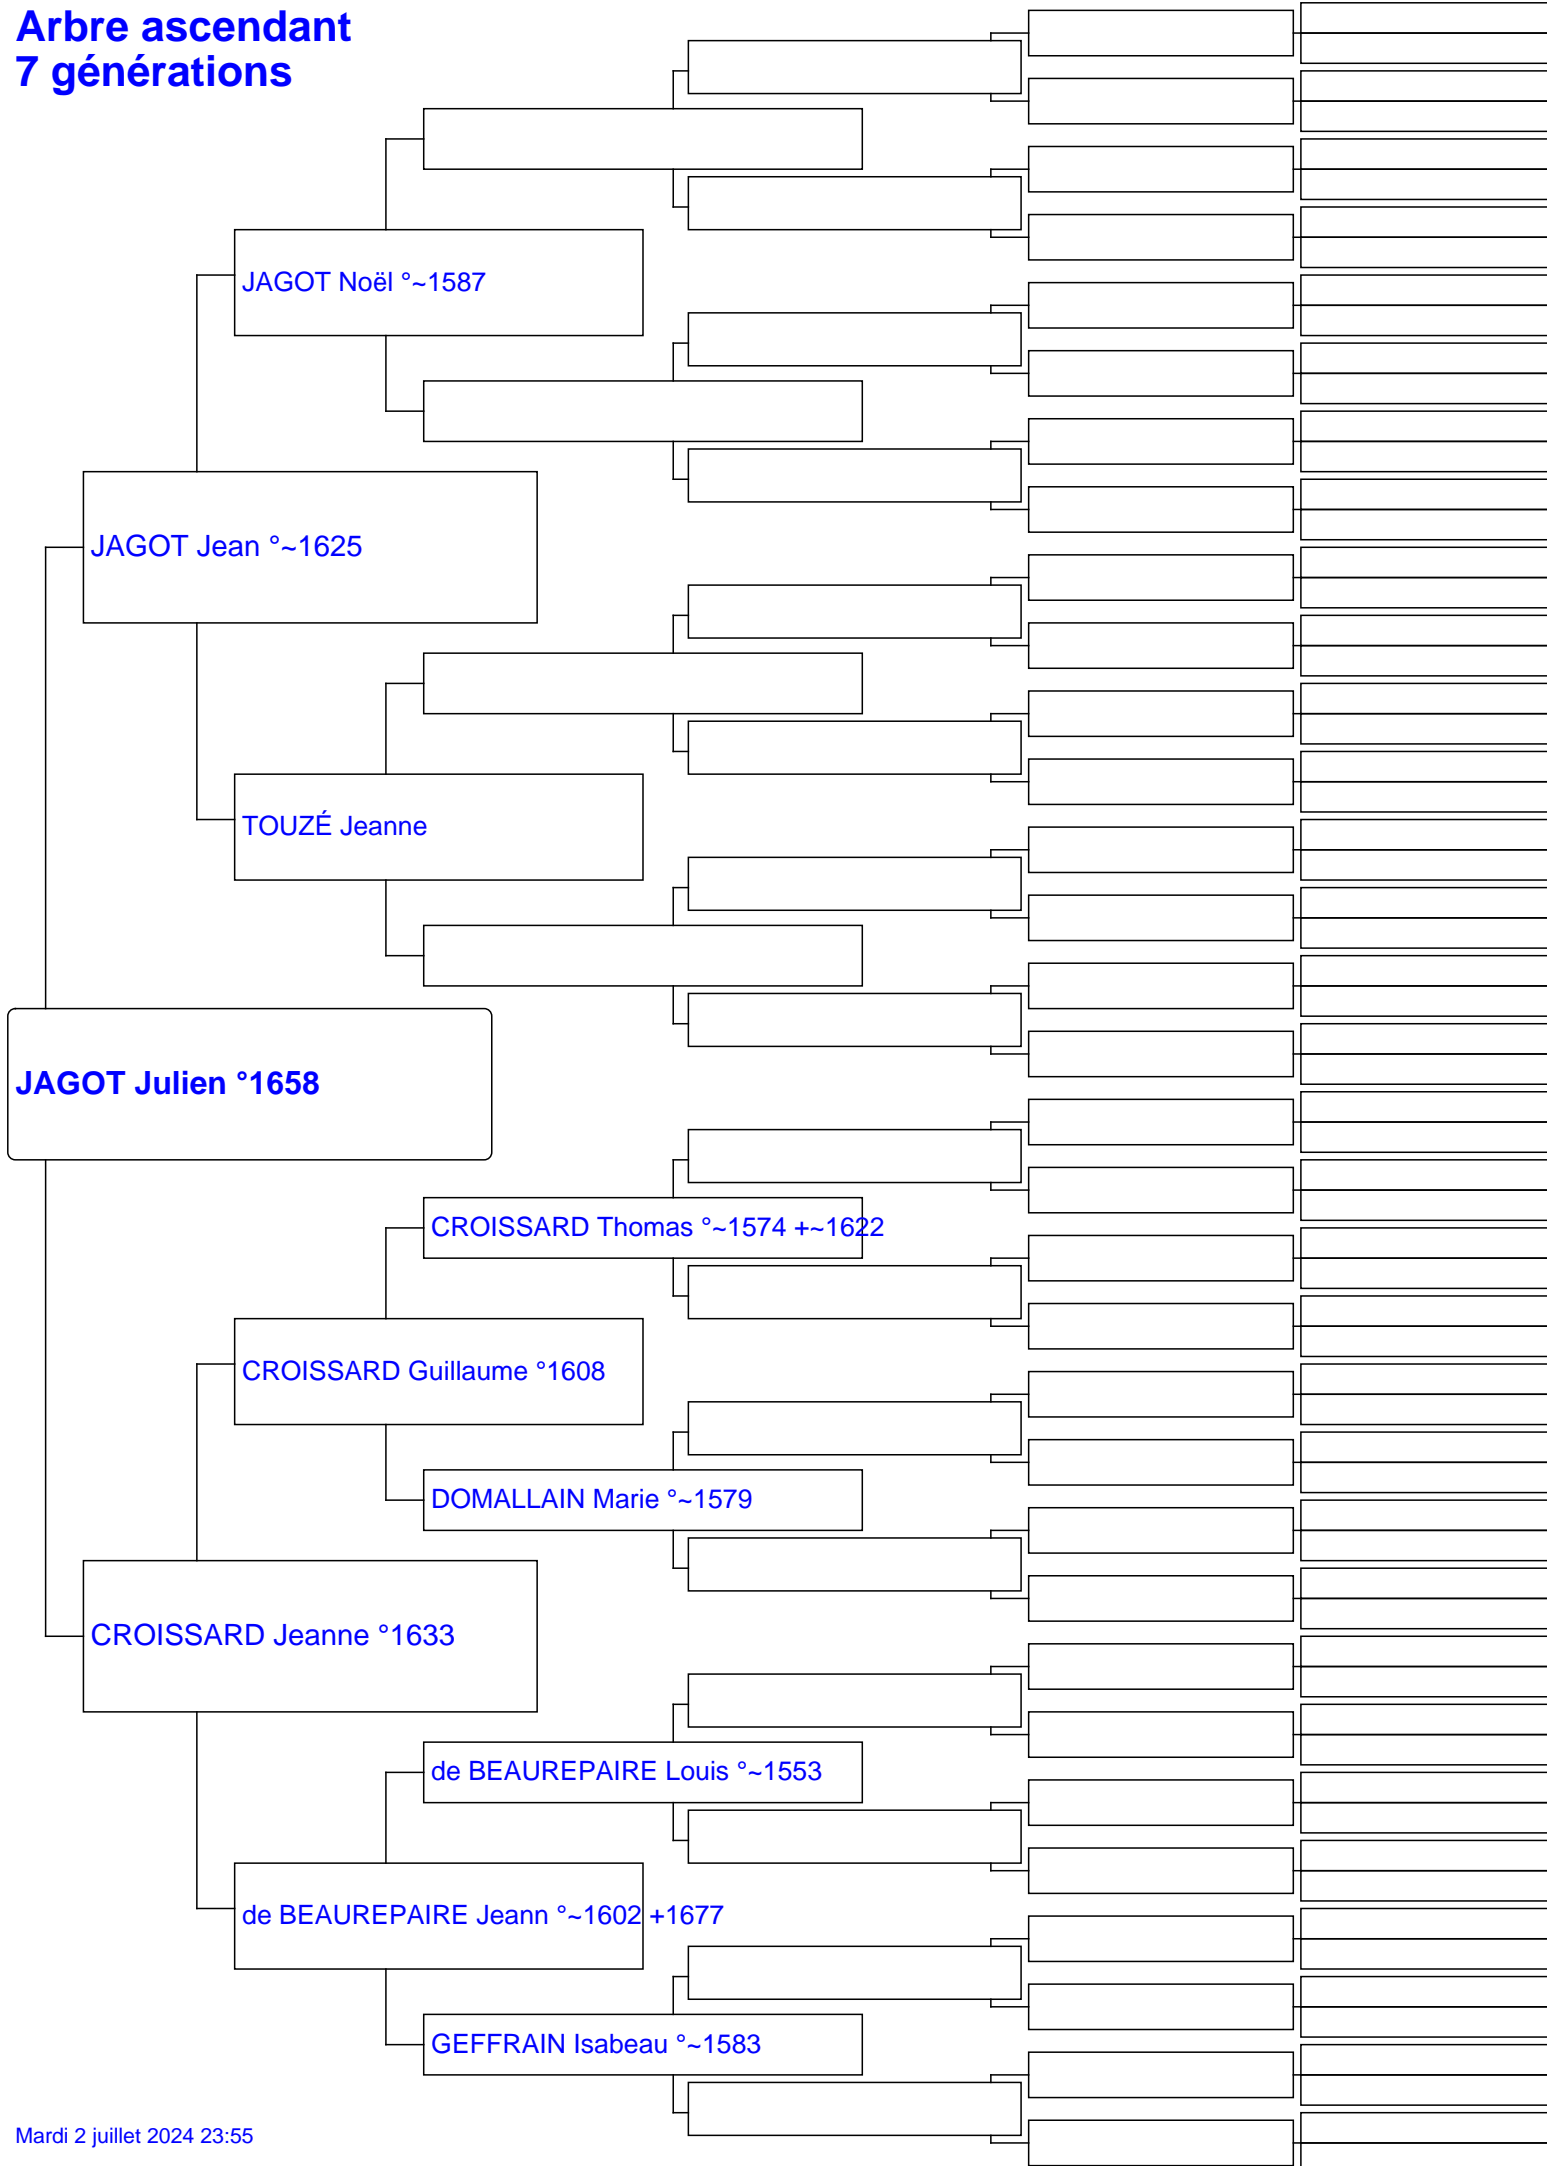 Arbre ascendant
7 générations
JAGOT Noël °~1587
JAGOT Jean °~1625
TOUZÉ Jeanne
JAGOT Julien °1658
CROISSARD Thomas °~1574 +~1622
CROISSARD Guillaume °1608
DOMALLAIN Marie °~1579
CROISSARD Jeanne °1633
de BEAUREPAIRE Louis °~1553
de BEAUREPAIRE Jeann °~1602 +1677
GEFFRAIN Isabeau °~1583
Mardi 2 juillet 2024 23:55